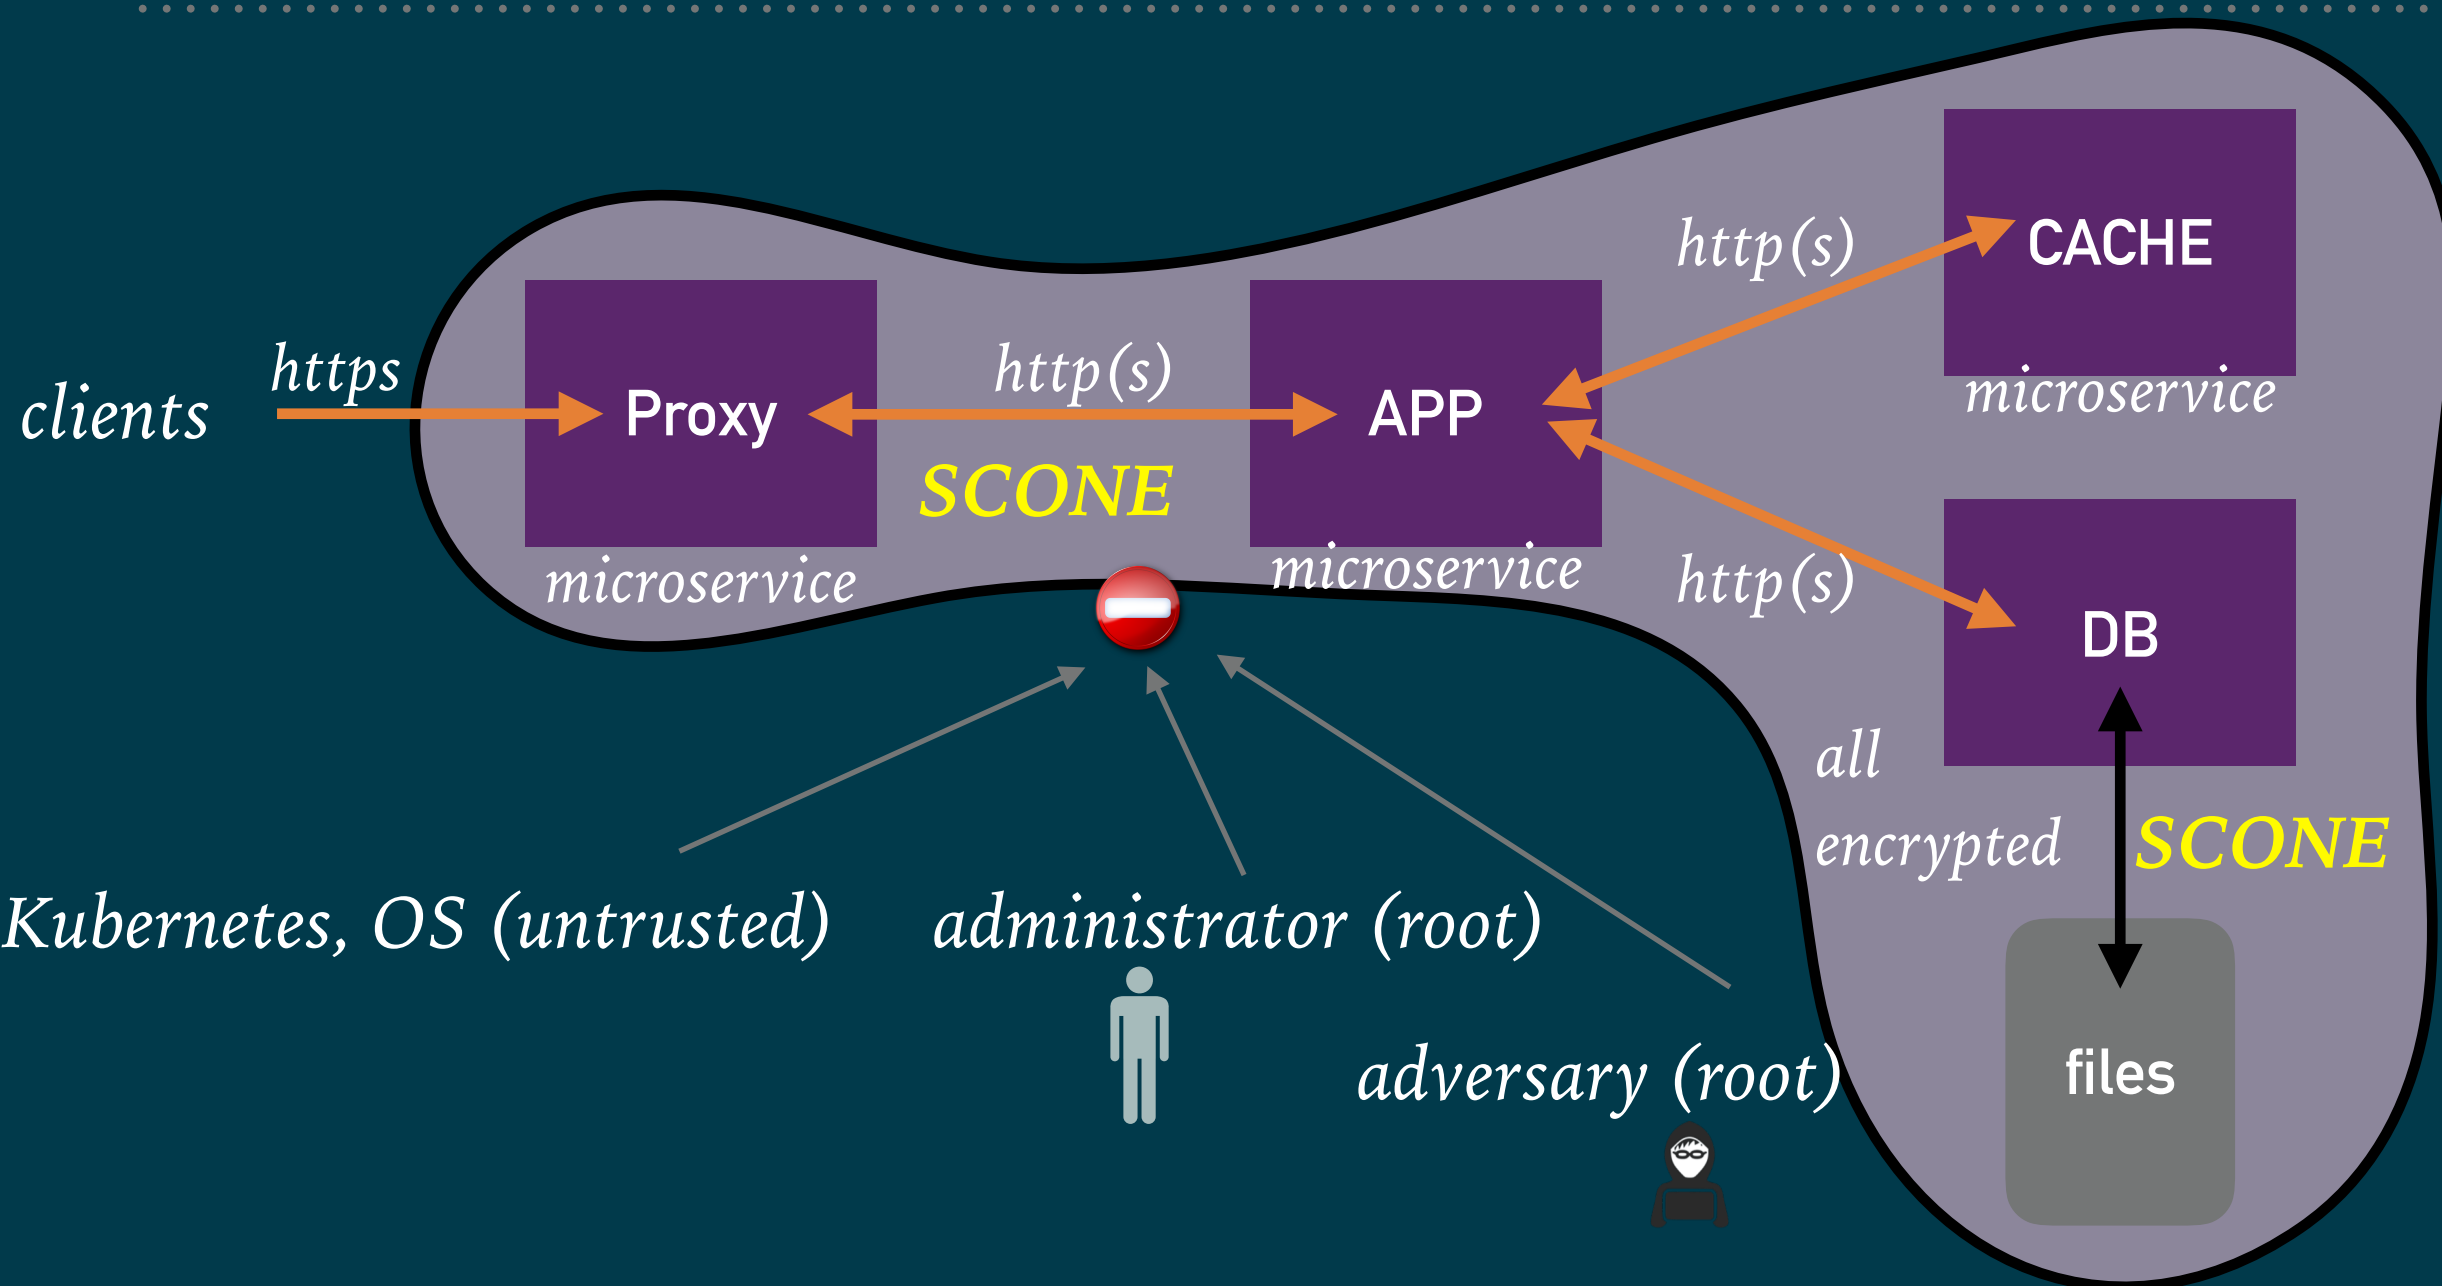 CACHE
microservice
http(s)
clients
https
Proxy
microservice
http(s)
SCONE
APP
microservice
http(s)
DB
all
encrypted
SCONE
files
Kubernetes, OS (untrusted)
administrator (root)
adversary (root)